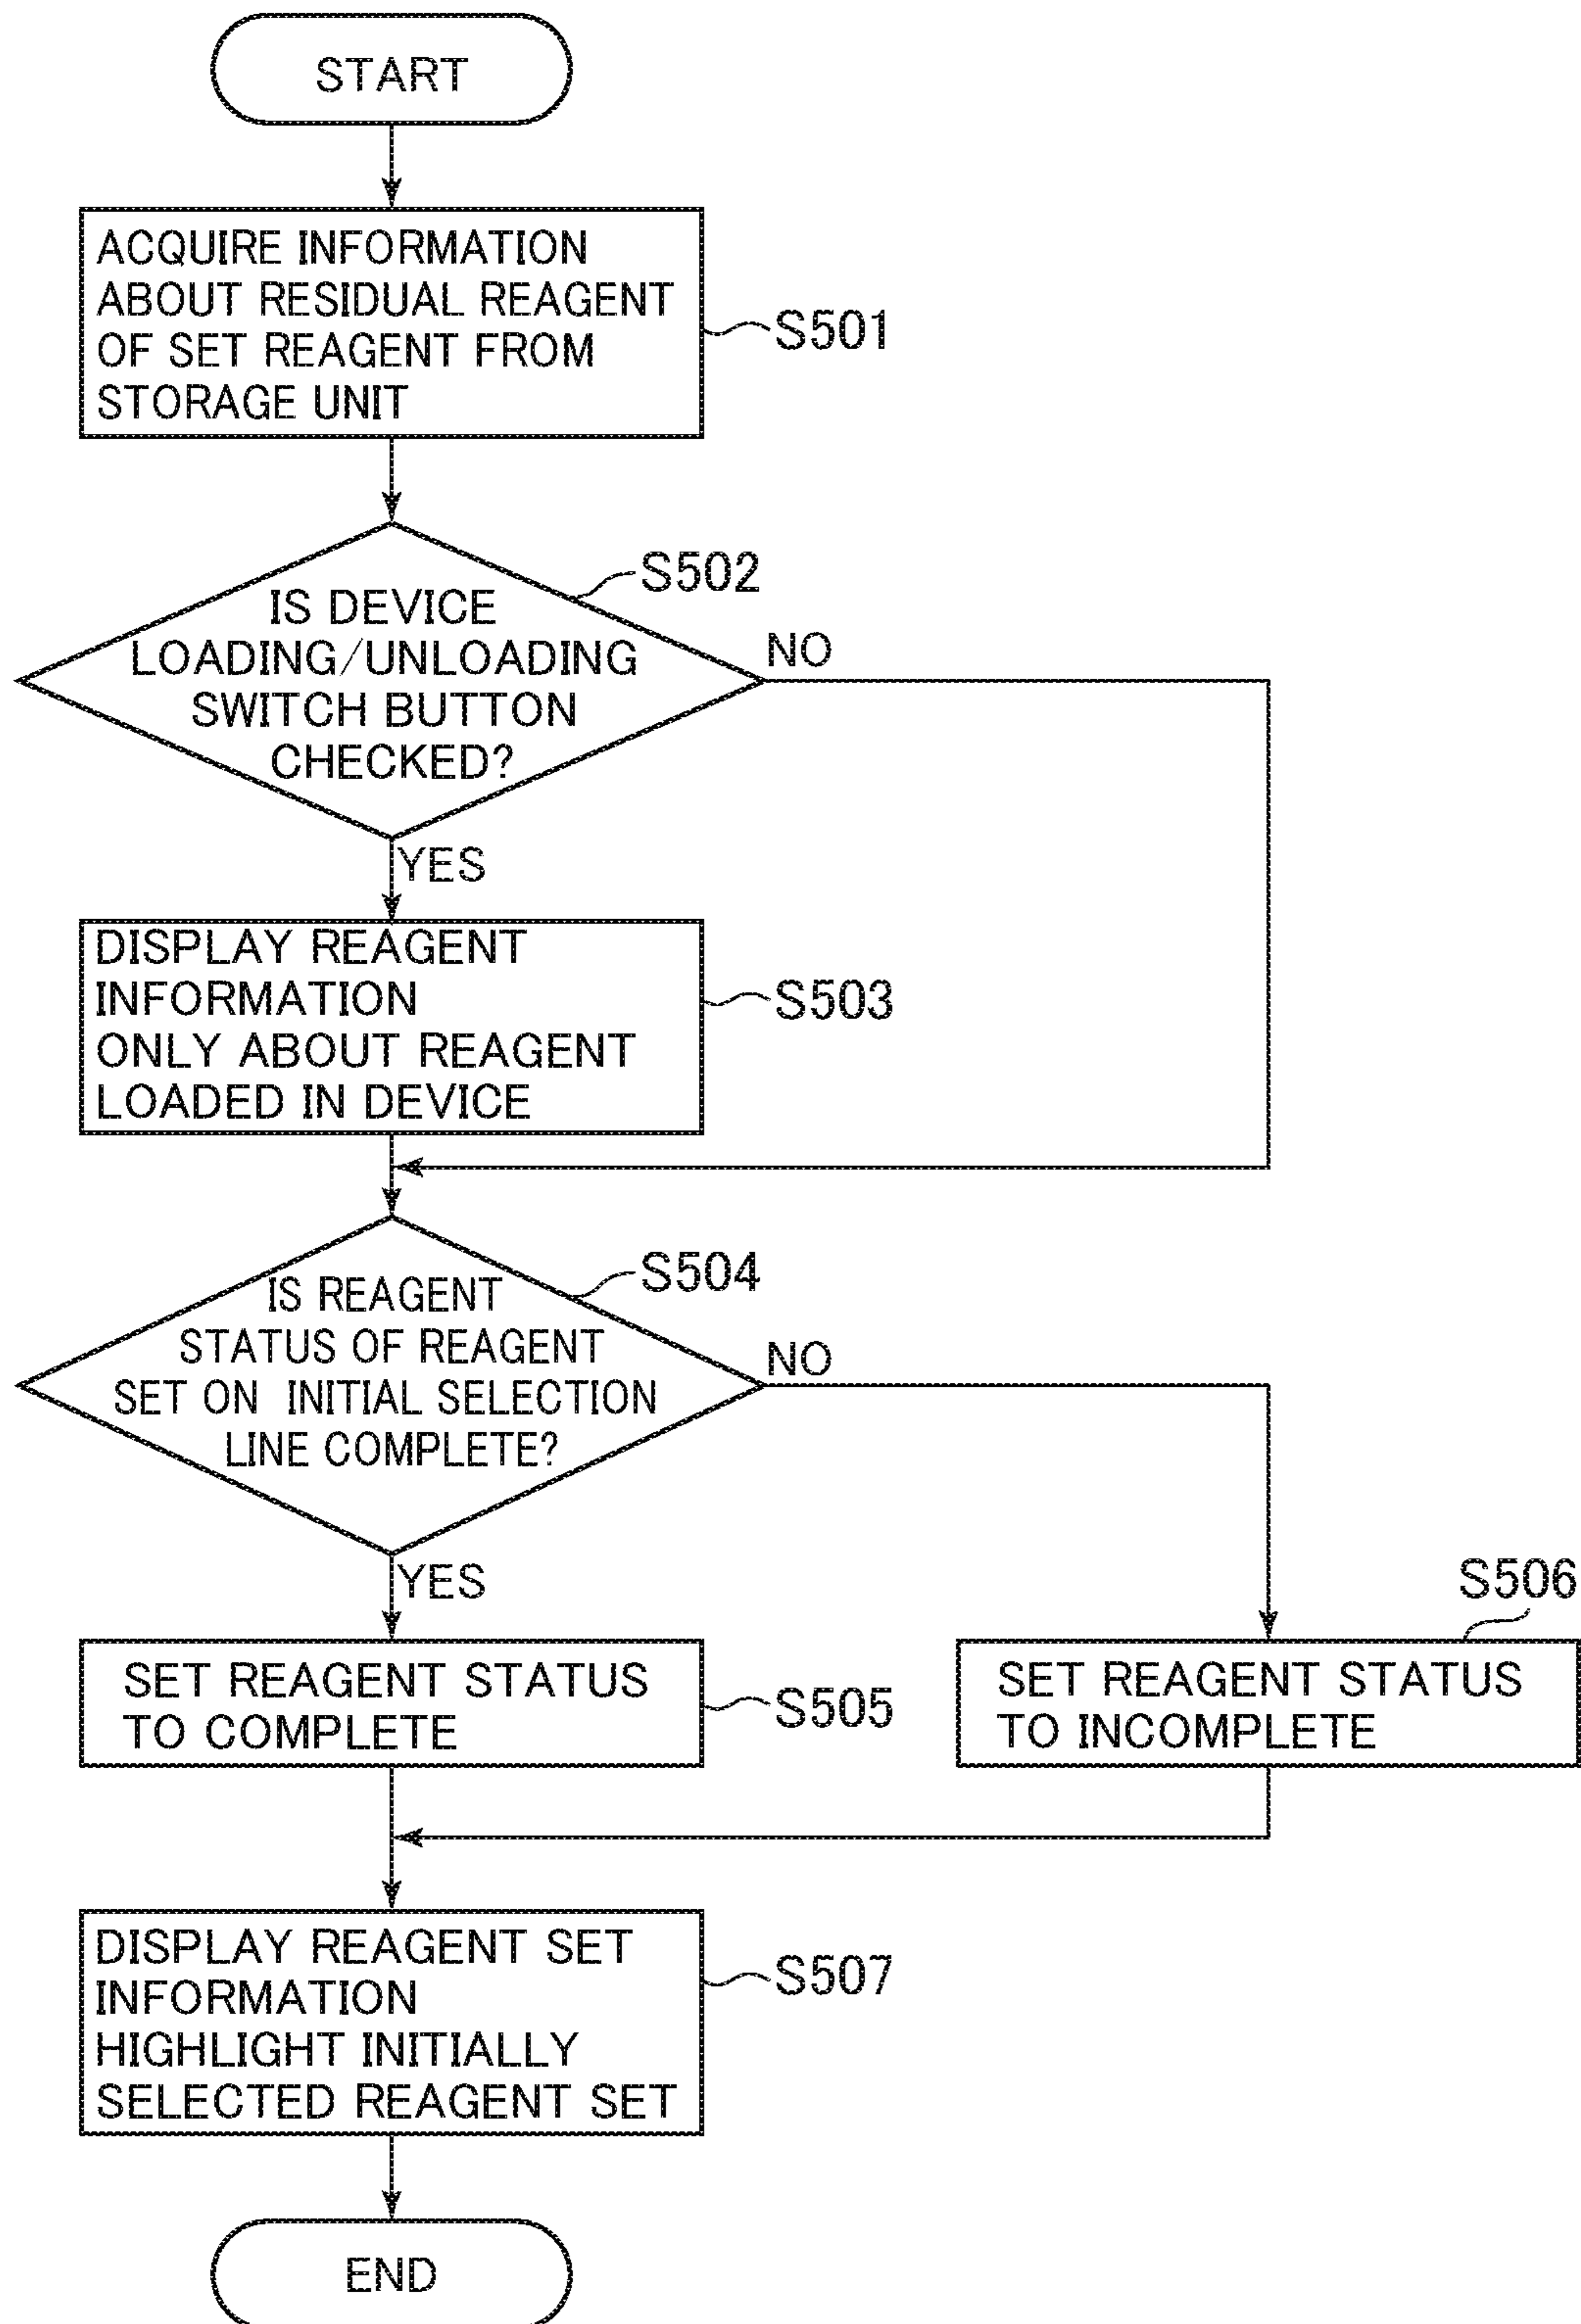 START
ACQUIRE INFORMATION
ABOUT RESIDUAL REAGENT
OF SET REAGENT FROM
STORAGE UNIT
S501
S502
IS DEVICE
LOADING/UNLOADING
SWITCH BUTTON
CHECKED?
NO
YES
DISPLAY REAGENT
INFORMATION
ONLY ABOUT REAGENT
LOADED IN DEVICE
S503
S504
IS REAGENT
STATUS OF REAGENT
SET ON INITIAL SELECTION
LINE COMPLETE?
NO
YES
SET REAGENT STATUS
TO COMPLETE
S505
S506
SET REAGENT STATUS
TO INCOMPLETE
DISPLAY REAGENT SET
INFORMATION
HIGHLIGHT INITIALLY
SELECTED REAGENT SET
S507
END